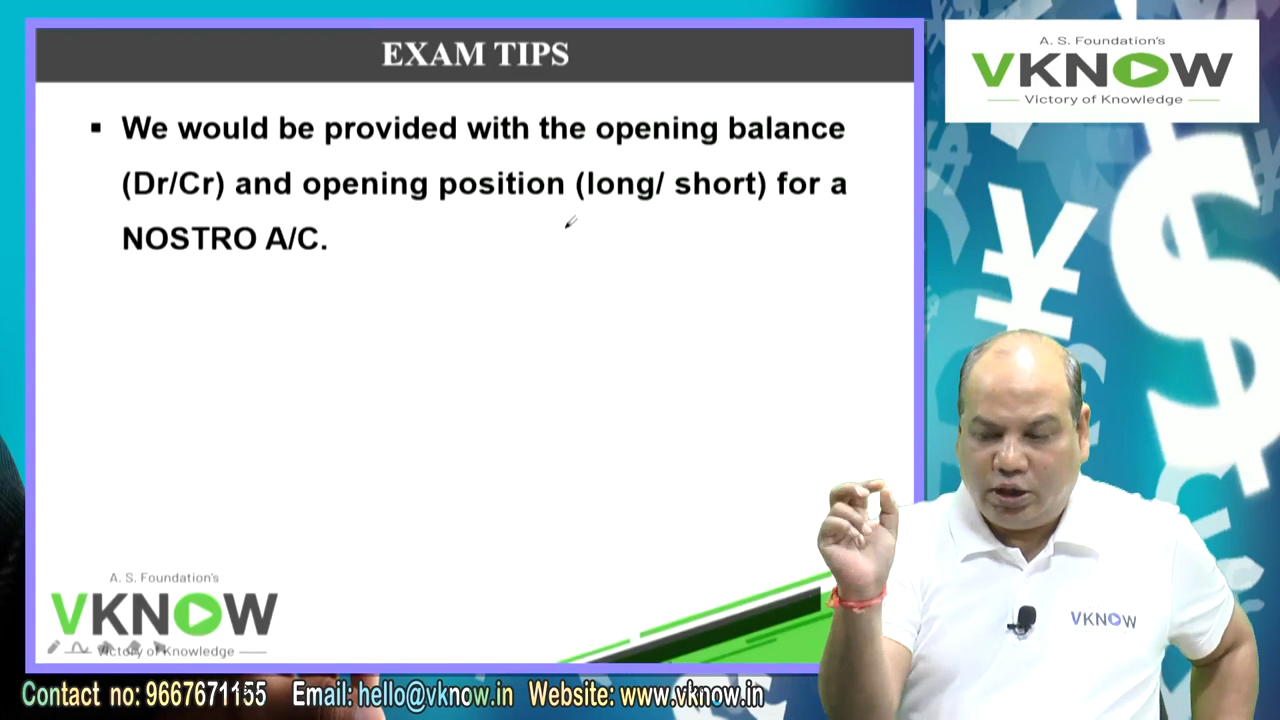 EXAM TIPS
▪ We would be provided with the opening balance
(Dr/Cr) and opening position (long/ short) for a
NOSTRO A/C.
A. S. Foundation's
VKNOW
Victory of Knowledge
A. S. Foundation's
VKNOW
Victory of Knowledge
VKNOW
Contact no: 9667671155 Email: hello@vknow.in Website: www.vknow.in